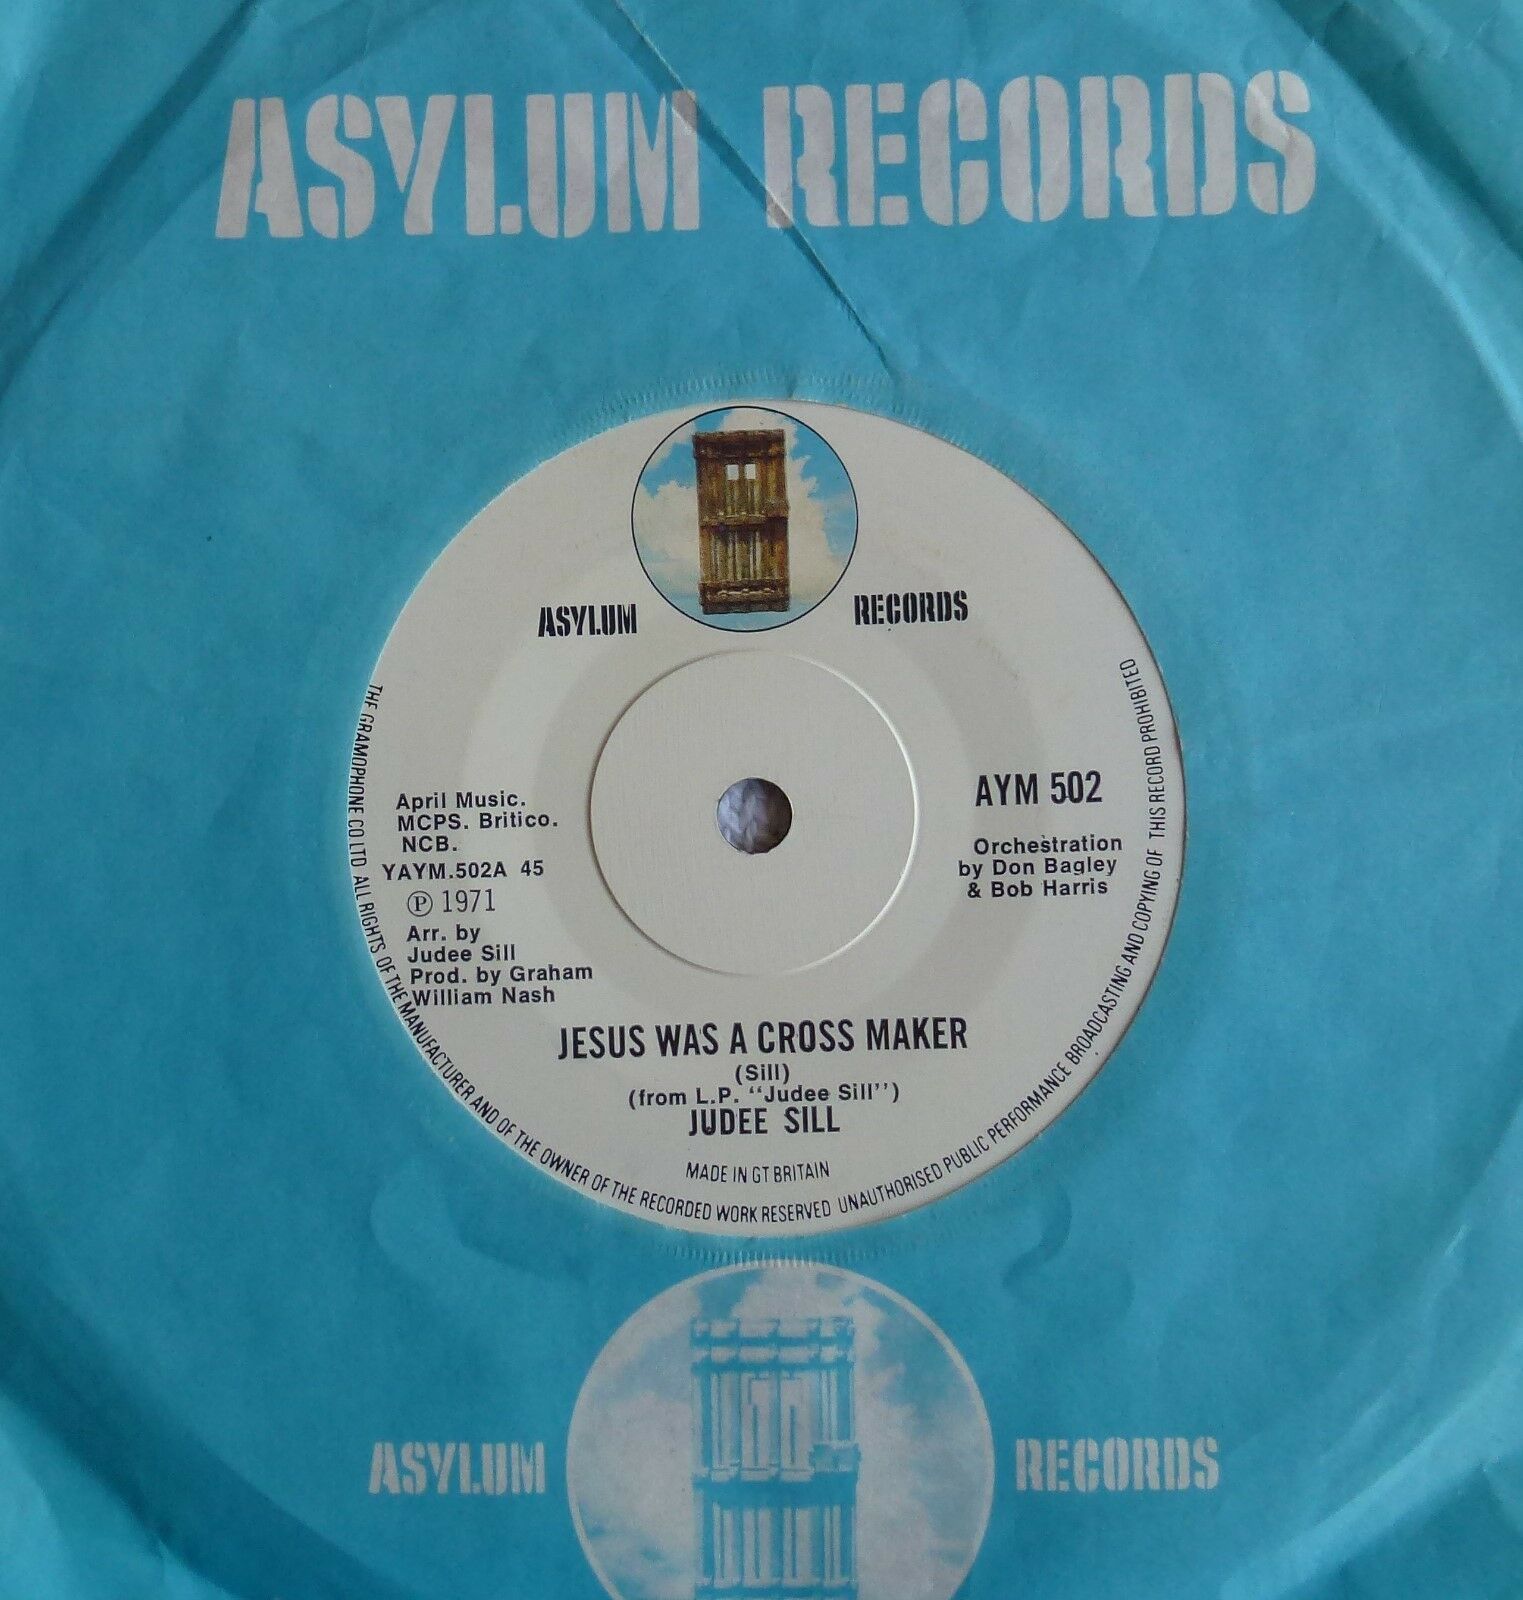 ASYLUM RECORDS
ASYLUM RECORDS
April Music.
MCPS. Britico.
NCB.
YAYM.502A 45
Ⓟ 1971
Arr. by
Judee Sill
Prod. by Graham
William Nash
AYM 502
Orchestration
by Don Bagley
& Bob Harris
JESUS WAS A CROSS MAKER
(Sill)
(from L.P. “Judee Sill”)
JUDEE SILL
MADE IN GT BRITAIN
THE GRAMOPHONE CO LTD ALL RIGHTS OF THE MANUFACTURER AND OF THE OWNER OF THE RECORDED WORK RESERVED UNAUTHORISED PUBLIC PERFORMANCE BROADCASTING AND COPYING OF THIS RECORD PROHIBITED
ASYLUM RECORDS